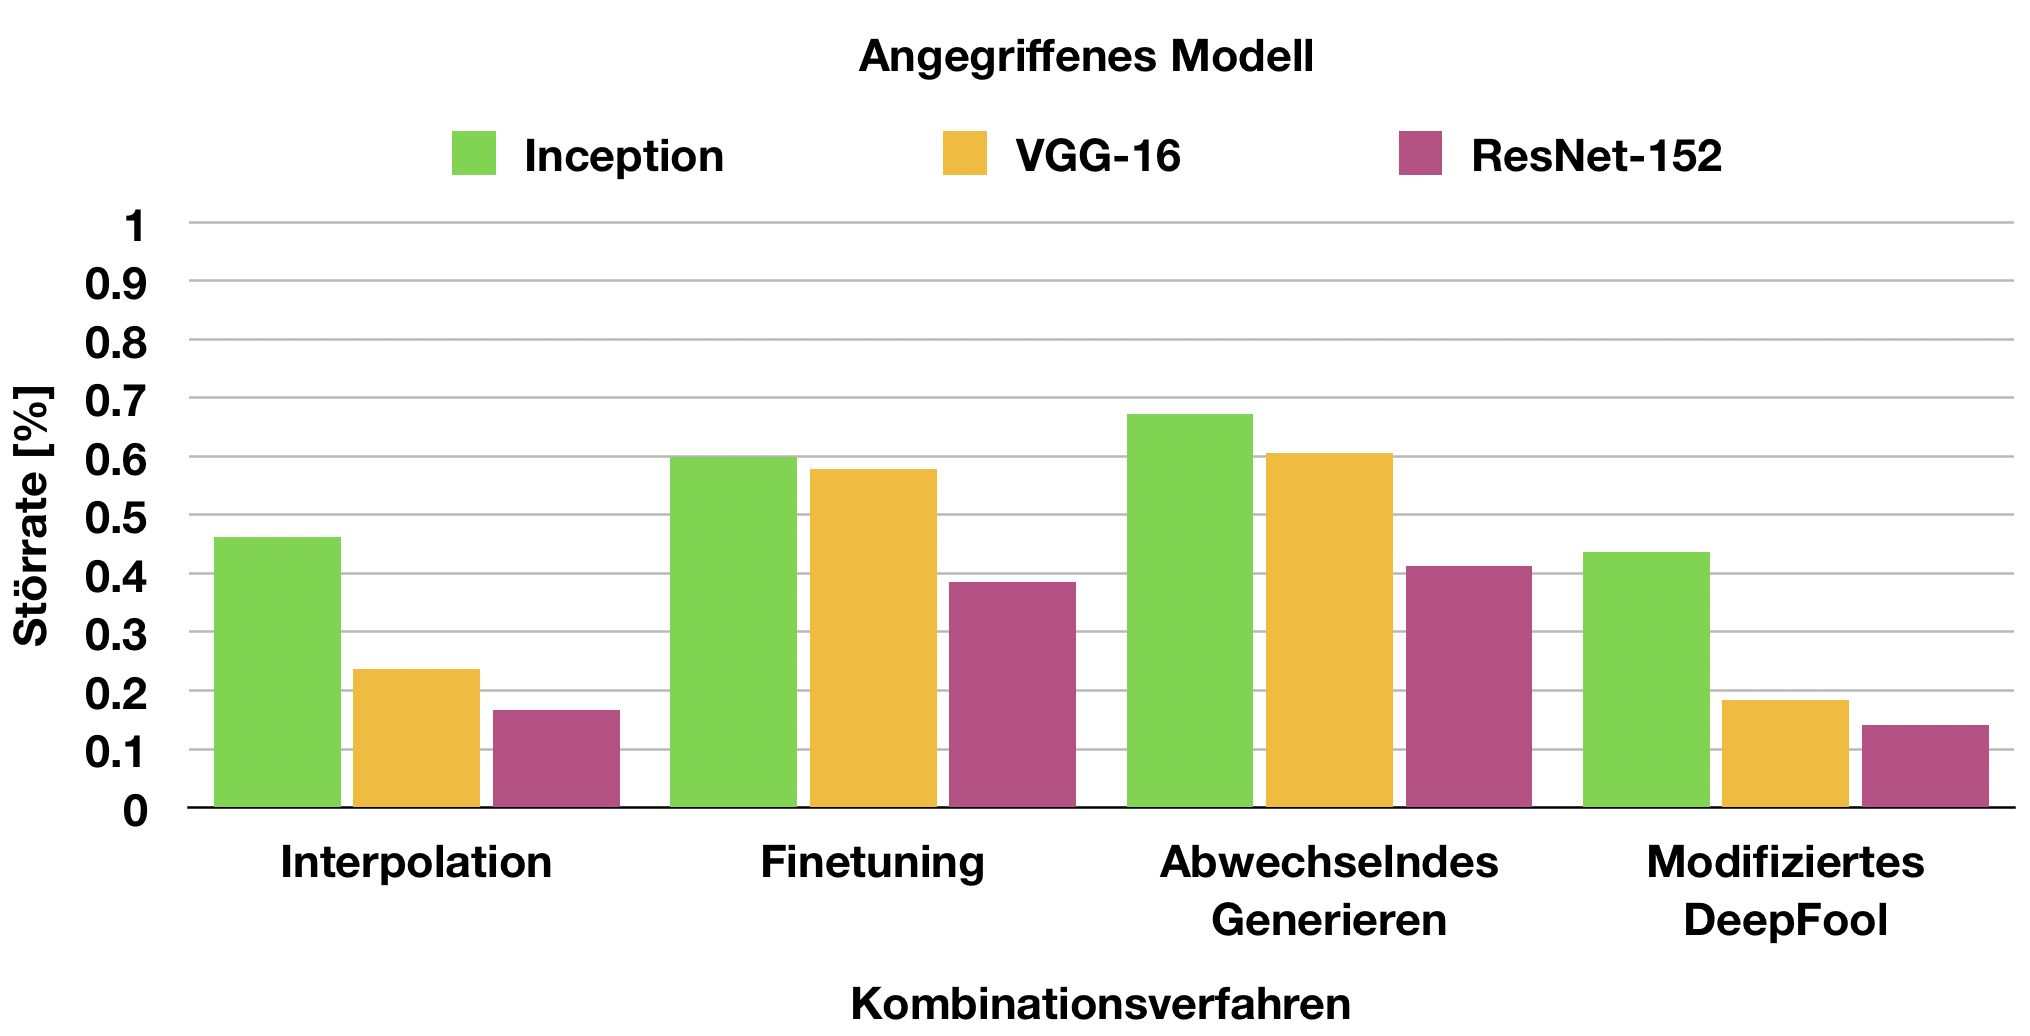 Angegriffenes Modell
Inception VGG-16 ResNet-152
1
0.9
0.8
0.7
0.6
0.5
0.4
0.3
0.2
0.1
0
Störrate [%]
Interpolation Finetuning Abwechselndes Modifiziertes
Generieren DeepFool
Kombinationsverfahren